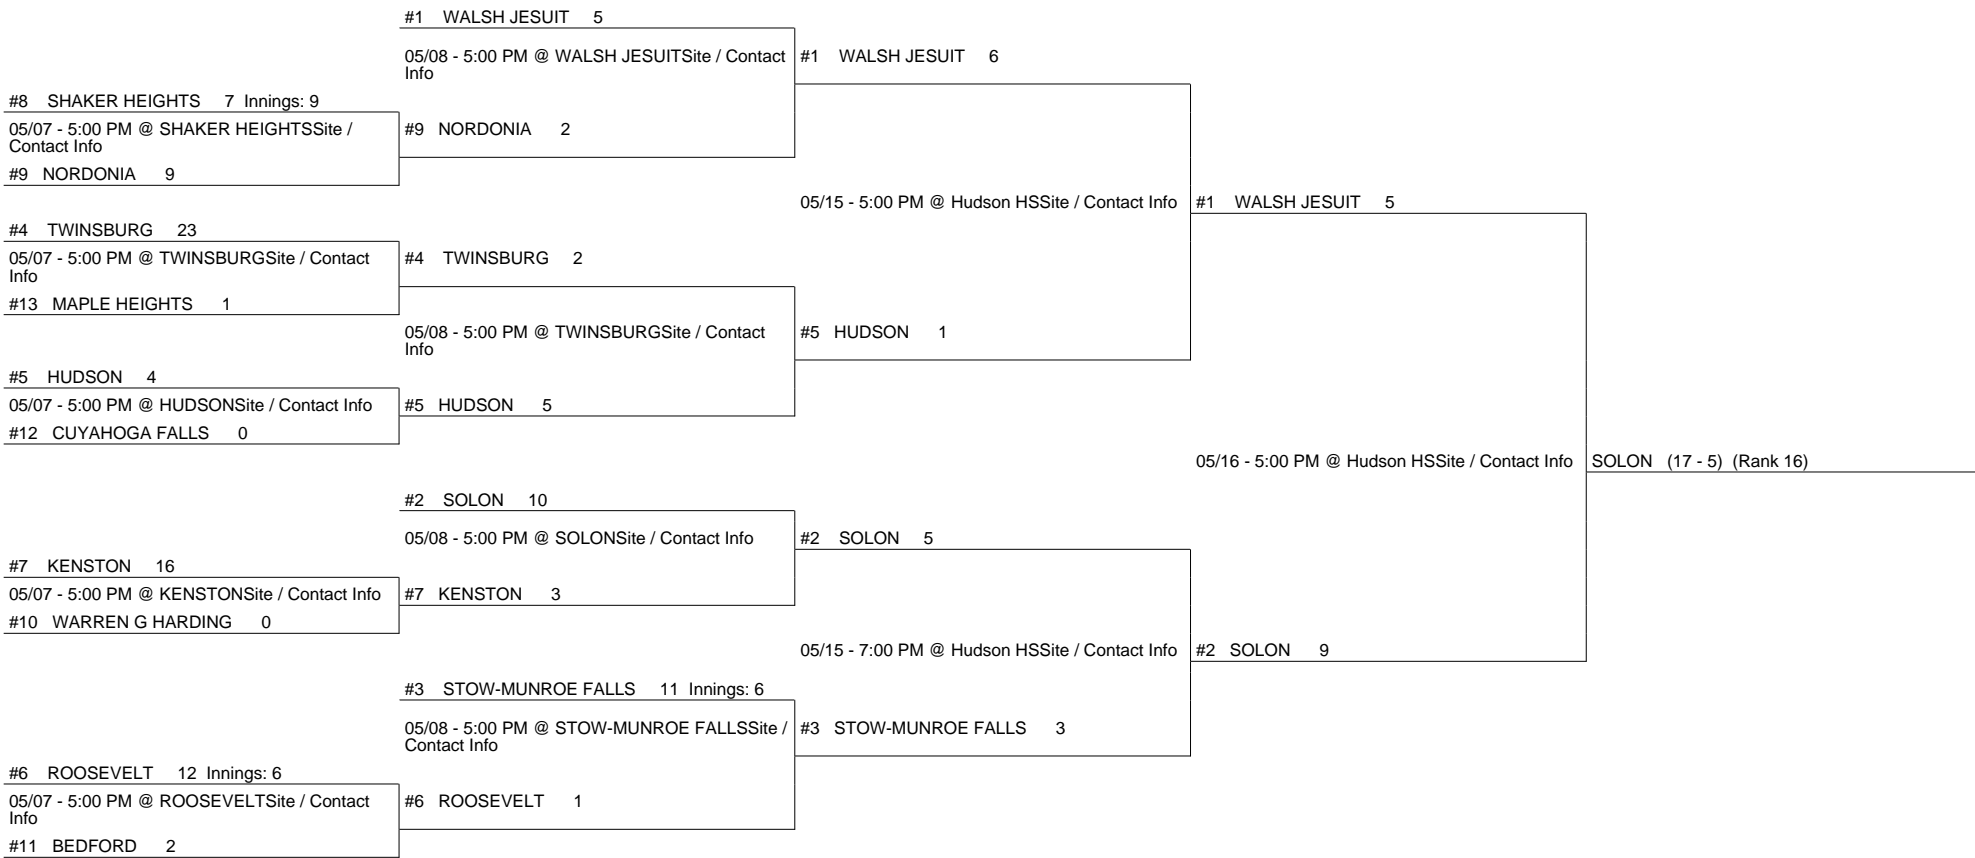 #1 WALSH JESUIT 5
05/08 - 5:00 PM @ WALSH JESUITSite / Contact
Info
#1 WALSH JESUIT 6
#8 SHAKER HEIGHTS 7 Innings: 9
05/07 - 5:00 PM @ SHAKER HEIGHTSSite /
Contact Info
#9 NORDONIA 2
#9 NORDONIA 9
05/15 - 5:00 PM @ Hudson HSSite / Contact Info
#1 WALSH JESUIT 5
#4 TWINSBURG 23
05/07 - 5:00 PM @ TWINSBURGSite / Contact
Info
#4 TWINSBURG 2
#13 MAPLE HEIGHTS 1
05/08 - 5:00 PM @ TWINSBURGSite / Contact
Info
#5 HUDSON 1
#5 HUDSON 4
05/07 - 5:00 PM @ HUDSONSite / Contact Info
#5 HUDSON 5
#12 CUYAHOGA FALLS 0
05/16 - 5:00 PM @ Hudson HSSite / Contact Info
SOLON (17 - 5) (Rank 16)
#2 SOLON 10
05/08 - 5:00 PM @ SOLONSite / Contact Info
#2 SOLON 5
#7 KENSTON 16
05/07 - 5:00 PM @ KENSTONSite / Contact Info
#7 KENSTON 3
#10 WARREN G HARDING 0
05/15 - 7:00 PM @ Hudson HSSite / Contact Info
#2 SOLON 9
#3 STOW-MUNROE FALLS 11 Innings: 6
05/08 - 5:00 PM @ STOW-MUNROE FALLSSite /
Contact Info
#3 STOW-MUNROE FALLS 3
#6 ROOSEVELT 12 Innings: 6
05/07 - 5:00 PM @ ROOSEVELTSite / Contact
Info
#6 ROOSEVELT 1
#11 BEDFORD 2